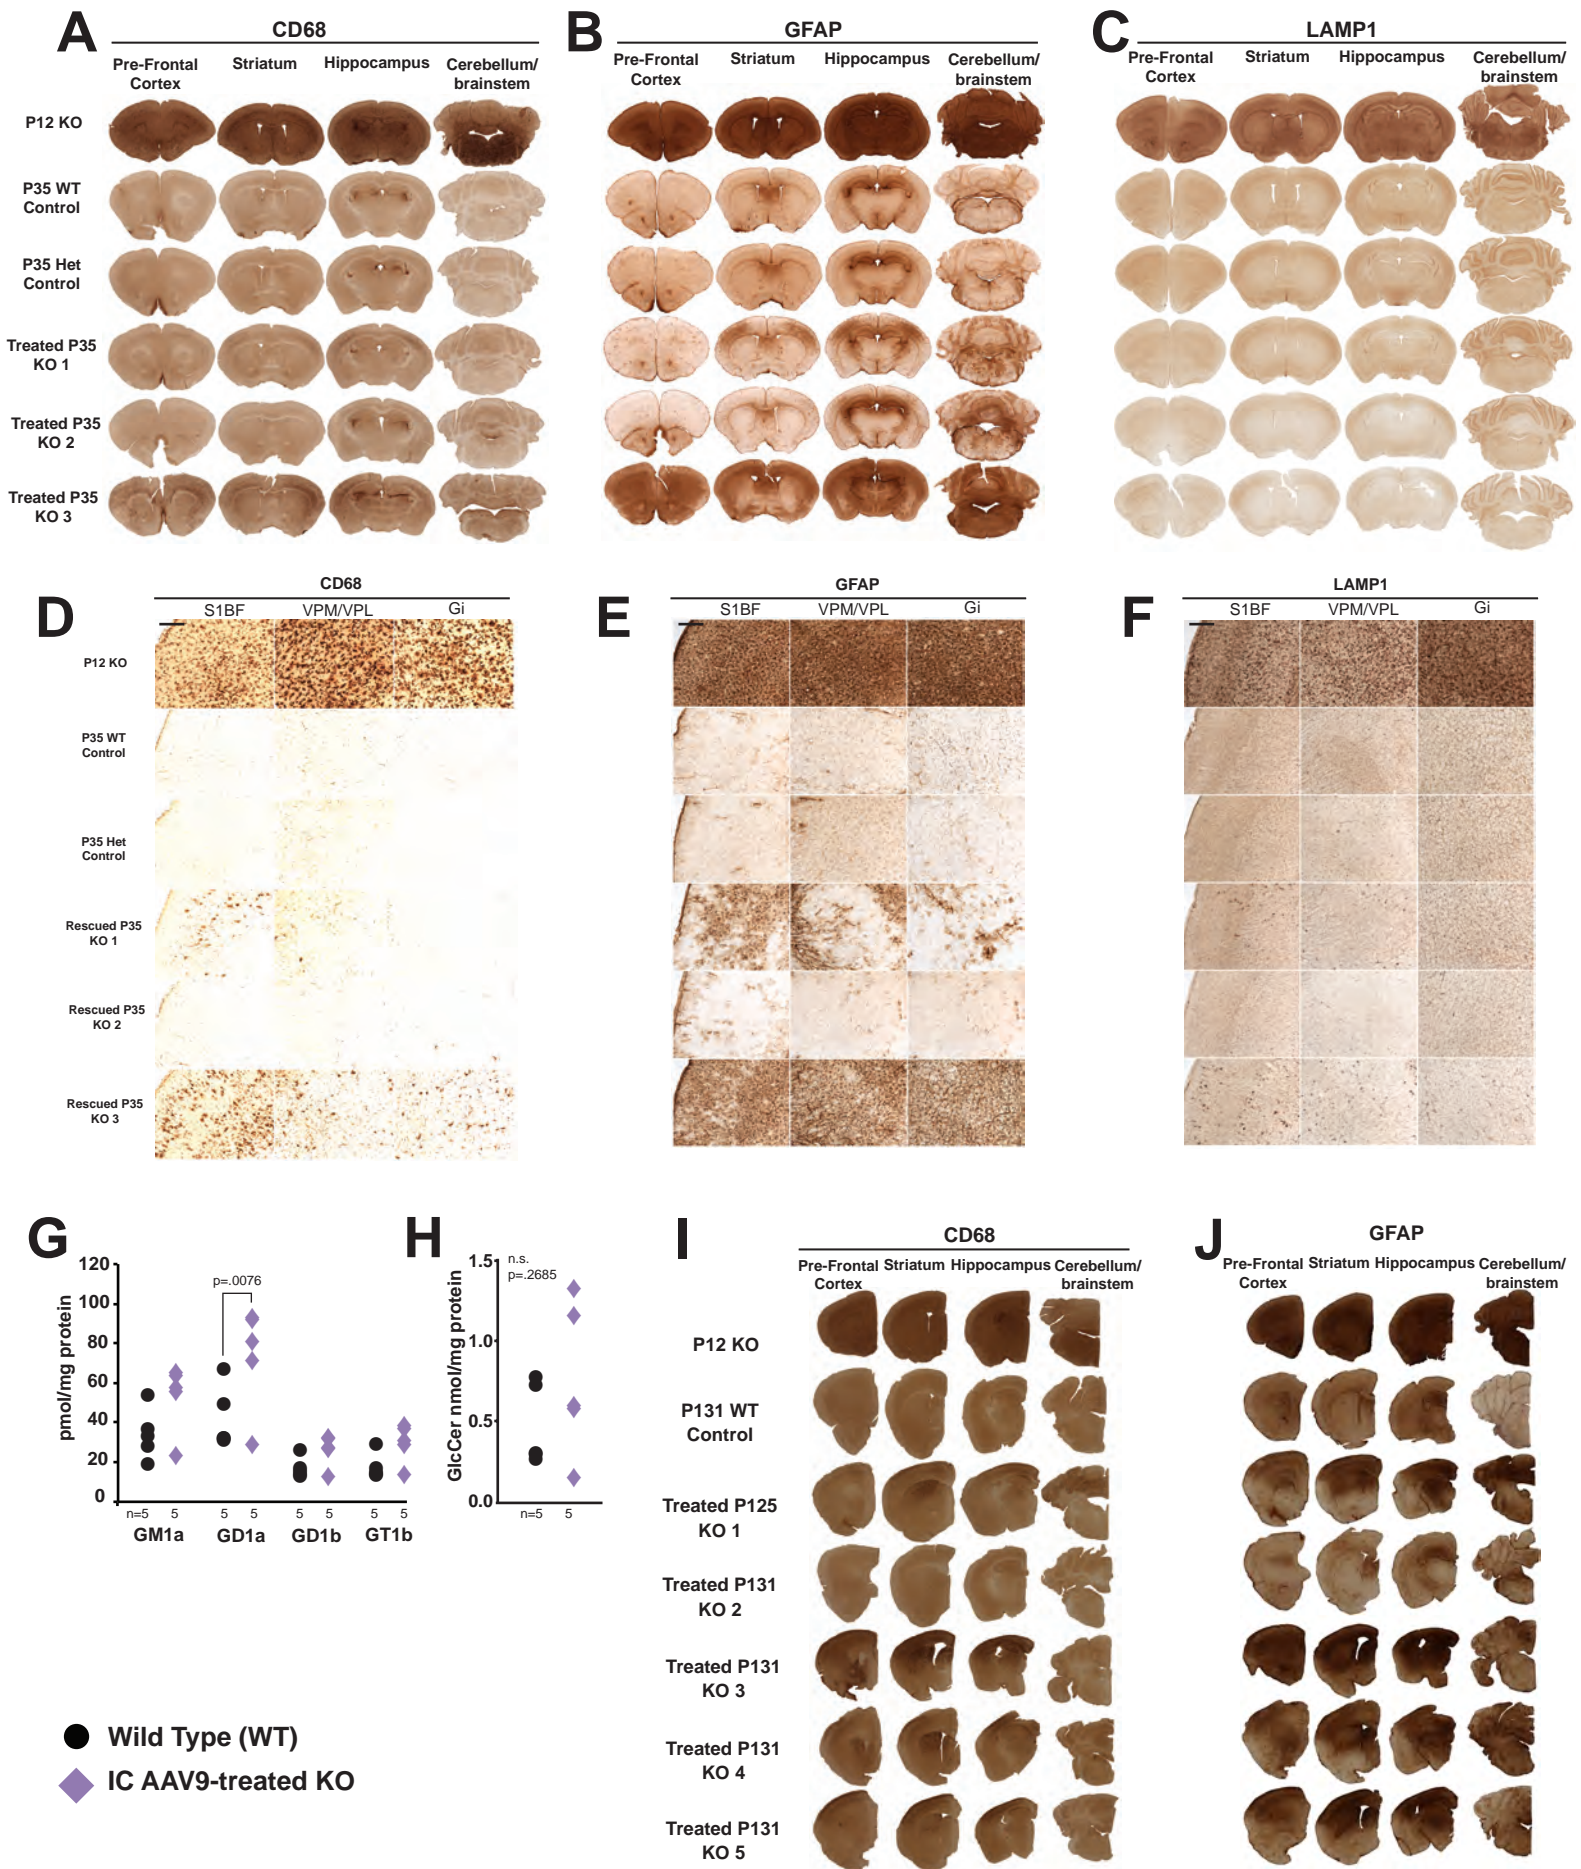 A
CD68
Pre-Frontal
Cortex
Striatum
Hippocampus
Cerebellum/
brainstem
B
GFAP
Pre-Frontal
Cortex
Striatum
Hippocampus
Cerebellum/
brainstem
C
LAMP1
Pre-Frontal
Cortex
Striatum
Hippocampus
Cerebellum/
brainstem
P12 KO
P35 WT
Control
P35 Het
Control
Treated P35
KO 1
Treated P35
KO 2
Treated P35
KO 3
D
CD68
S1BF
VPM/VPL
Gi
E
GFAP
S1BF
VPM/VPL
Gi
F
LAMP1
S1BF
VPM/VPL
Gi
P12 KO
P35 WT
Control
P35 Het
Control
Rescued P35
KO 1
Rescued P35
KO 2
Rescued P35
KO 3
G
pmol/mg protein
120
100
80
60
40
20
0
p=.0076
n=5 5 5 5 5 5 5 5
GM1a GD1a GD1b GT1b
H
GlcCer nmol/mg protein
1.5
1.0
0.5
0.0
n.s.
p=.2685
n=5 5
Wild Type (WT)
IC AAV9-treated KO
I
CD68
Pre-Frontal
Cortex
Striatum
Hippocampus
Cerebellum/
brainstem
P12 KO
P131 WT
Control
Treated P125
KO 1
Treated P131
KO 2
Treated P131
KO 3
Treated P131
KO 4
Treated P131
KO 5
J
GFAP
Pre-Frontal
Cortex
Striatum
Hippocampus
Cerebellum/
brainstem